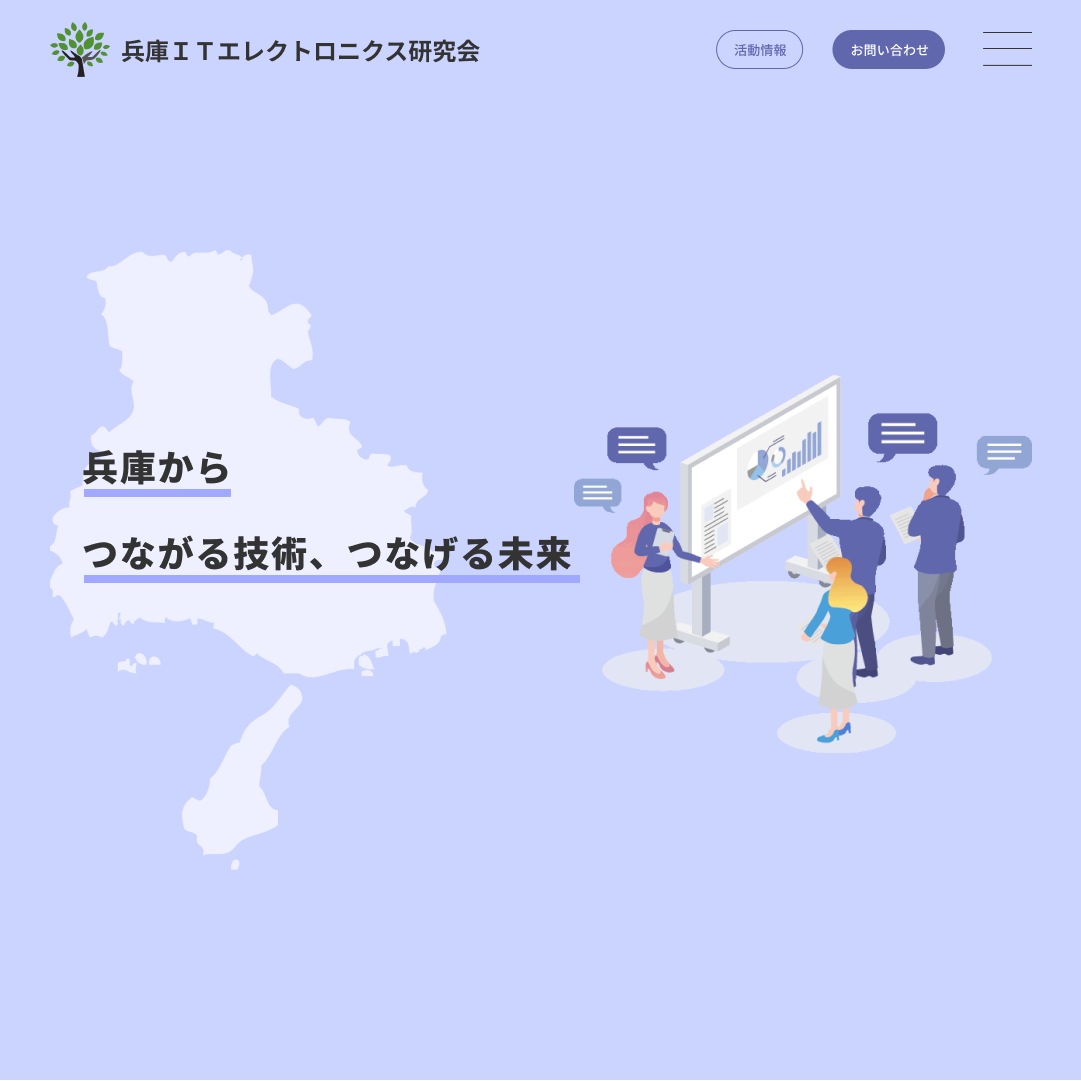 兵庫ＩＴエレクトロニクス研究会
活動情報
お問い合わせ
兵庫から
つながる技術、つなげる未来